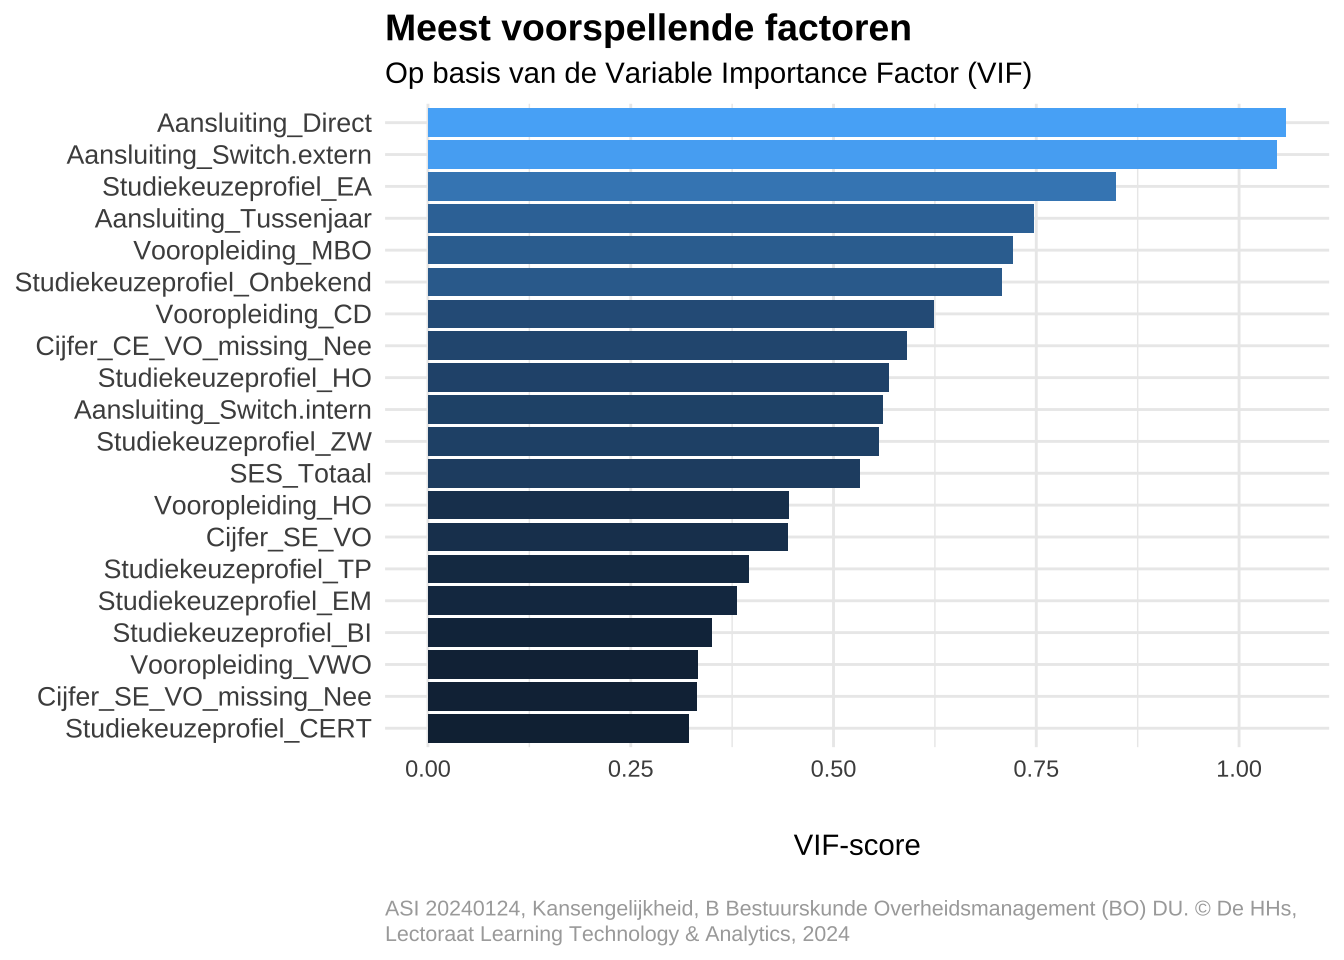 Meest voorspellende factoren
Op basis van de Variable Importance Factor (VIF)
Aansluiting_Direct
Aansluiting_Switch.extern
Studiekeuzeprofiel_EA
Aansluiting_Tussenjaar
Vooropleiding_MBO
Studiekeuzeprofiel_Onbekend
Vooropleiding_CD
Cijfer_CE_VO_missing_Nee
Studiekeuzeprofiel_HO
Aansluiting_Switch.intern
Studiekeuzeprofiel_ZW
SES_Totaal
Vooropleiding_HO
Cijfer_SE_VO
Studiekeuzeprofiel_TP
Studiekeuzeprofiel_EM
Studiekeuzeprofiel_BI
Vooropleiding_VWO
Cijfer_SE_VO_missing_Nee
Studiekeuzeprofiel_CERT
0.00 0.25 0.50 0.75 1.00
VIF-score
ASI 20240124, Kansengelijkheid, B Bestuurskunde Overheidsmanagement (BO) DU. © De HHs,
Lectoraat Learning Technology & Analytics, 2024